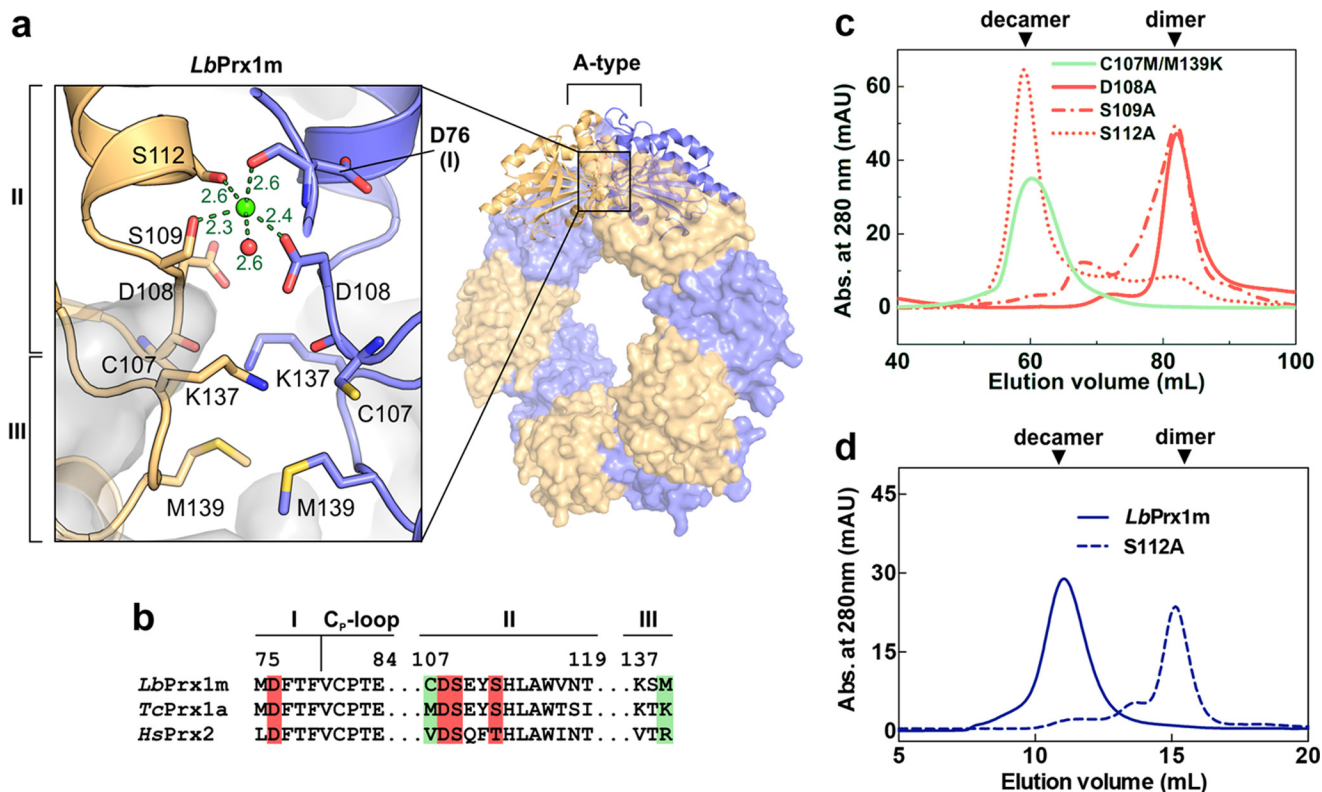 a
LbPrx1m
II
III
S112
D76
(I)
2.6
2.6
2.3
2.4
2.6
S109
D108
D108
C107
K137
K137
C107
M139
M139
A-type
b
I Cₚ-loop II III
75 84 107 119 137
LbPrx1m MDFTFVCPTE...CDSEYSHLAWVNT...KSM
TcPrx1a MDFTFVCPTE...MDSEYSHLAWTSI...KTK
HsPrx2 LDFTFVCPTE...VDSQFTHLAWINT...VTR
c
decamer dimer
C107M/M139K
D108A
S109A
S112A
Abs. at 280 nm (mAU)
60
40
20
0
40 60 80 100
Elution volume (mL)
d
decamer dimer
LbPrx1m
S112A
Abs. at 280nm (mAU)
45
30
15
0
5 10 15 20
Elution volume (mL)